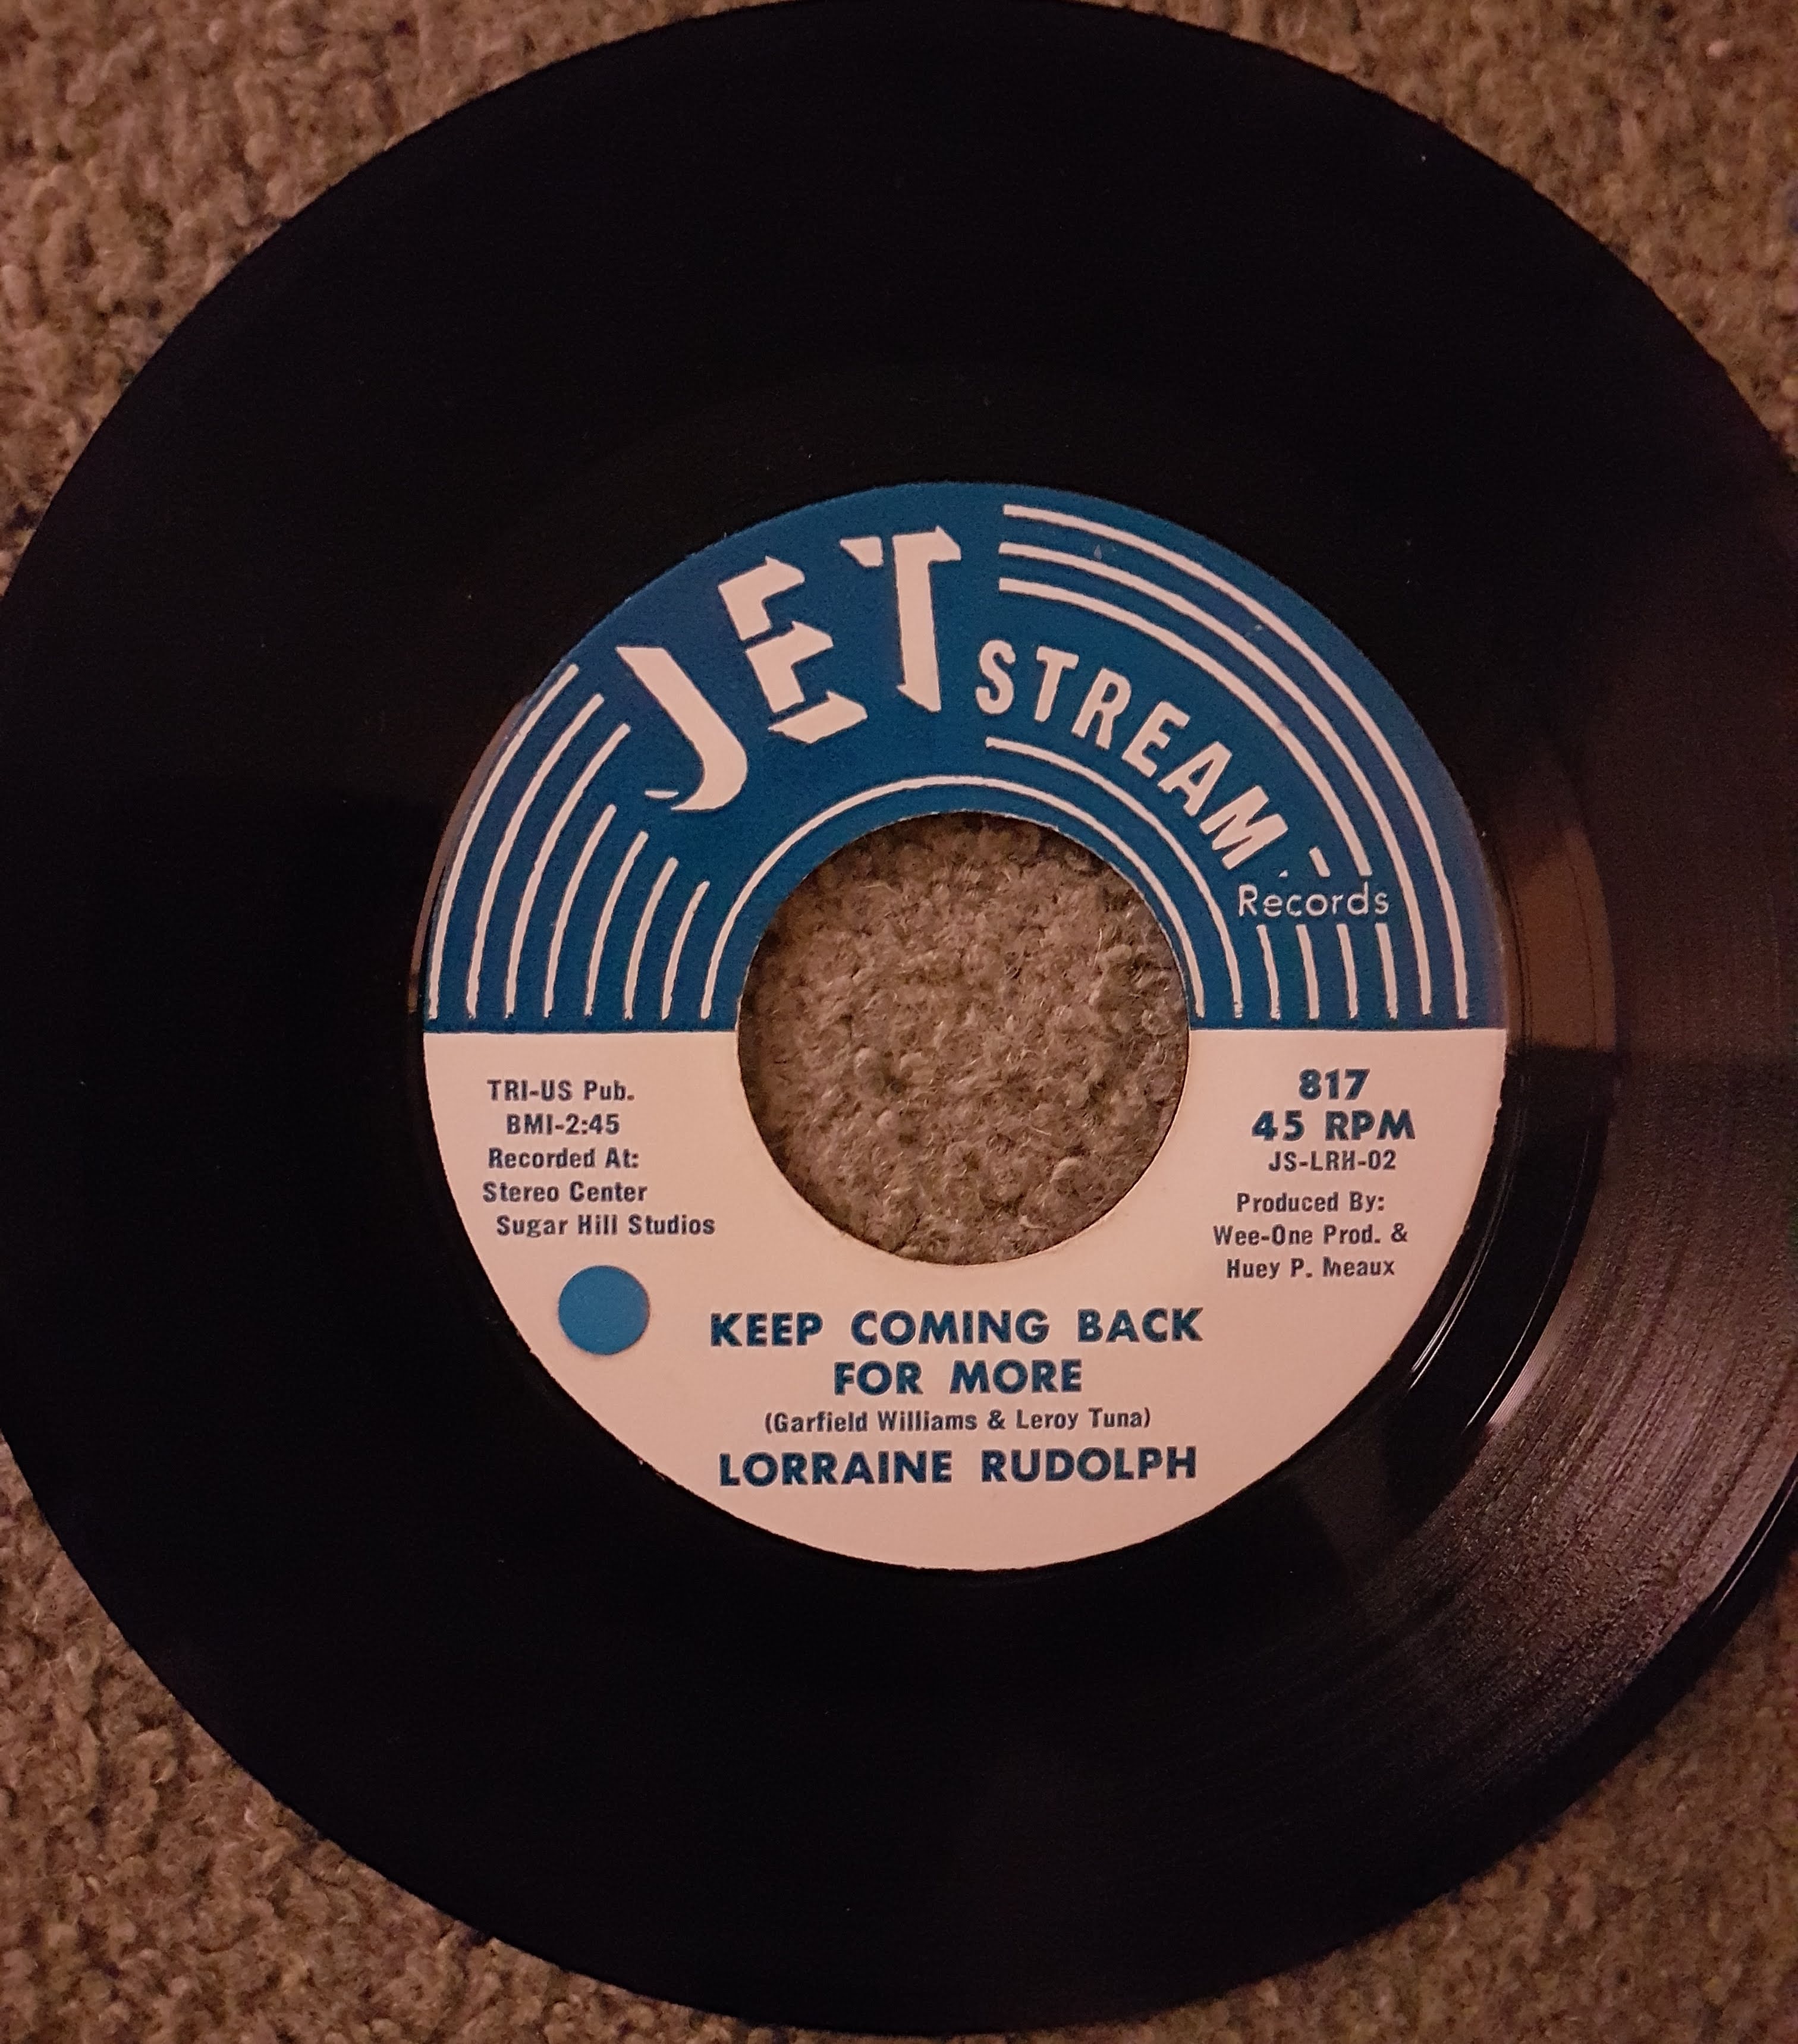 JET STREAM
Records
TRI-US Pub.
BMI-2:45
Recorded At:
Stereo Center
Sugar Hill Studios
817
45 RPM
JS-LRH-02
Produced By:
Wee-One Prod. &
Huey P. Meaux
KEEP COMING BACK
FOR MORE
(Garfield Williams & Leroy Tuna)
LORRAINE RUDOLPH